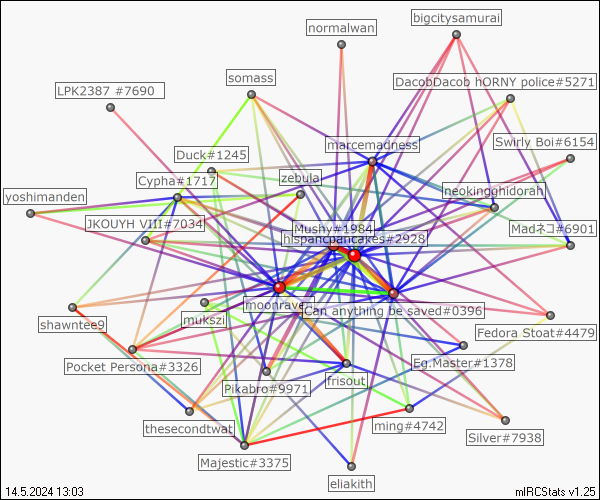 bigcitysamurai
normalwan
somass
DacobDacob hORNY police#5271
LPK2387 #7690
Swirly Boi#6154
marcemadness
Duck#1245
zebula
Cypha#1717
neokingghidorah
yoshimanden
JKOUYH VIII#7034
Mushy#1984
Madネコ#6901
hispanicpancakes#2928
moonraven
Can anything be saved#0396
mukszi
shawntee9
Fedora Stoat#4479
Pocket Persona#3326
Eg.Master#1378
frisout
Pikabro#9971
thesecondtwat
ming#4742
Silver#7938
Majestic#3375
eliakith
14.5.2024 13:03
mIRCStats v1.25